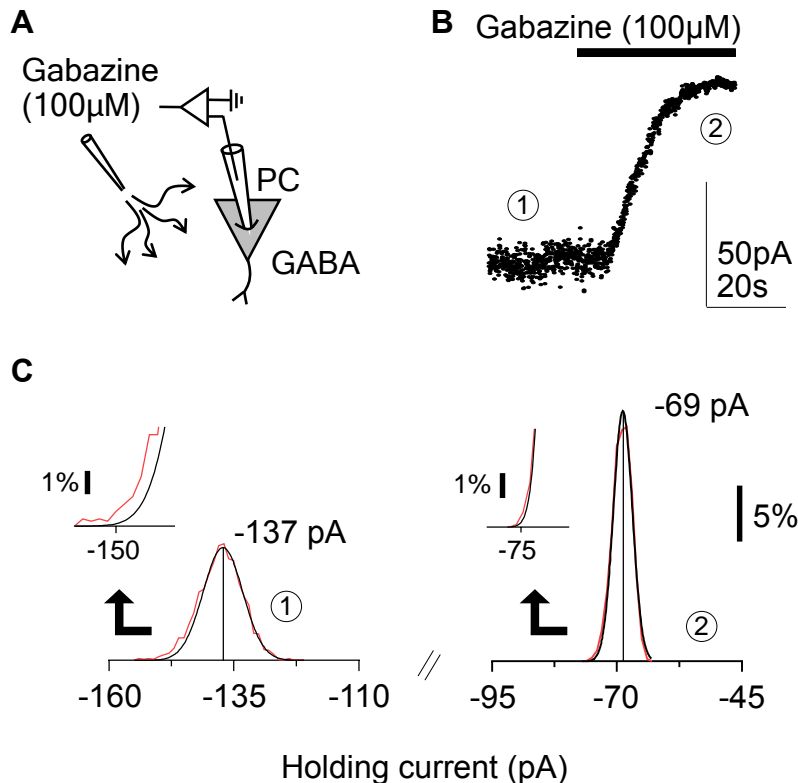 A
Gabazine
(100µM)
PC
GABA
B
Gabazine (100µM)
①
②
50pA
20s
C
1%
-150
-137 pA
①
-160
-135
-110
1%
-75
-69 pA
5%
②
-95
-70
-45
Holding current (pA)